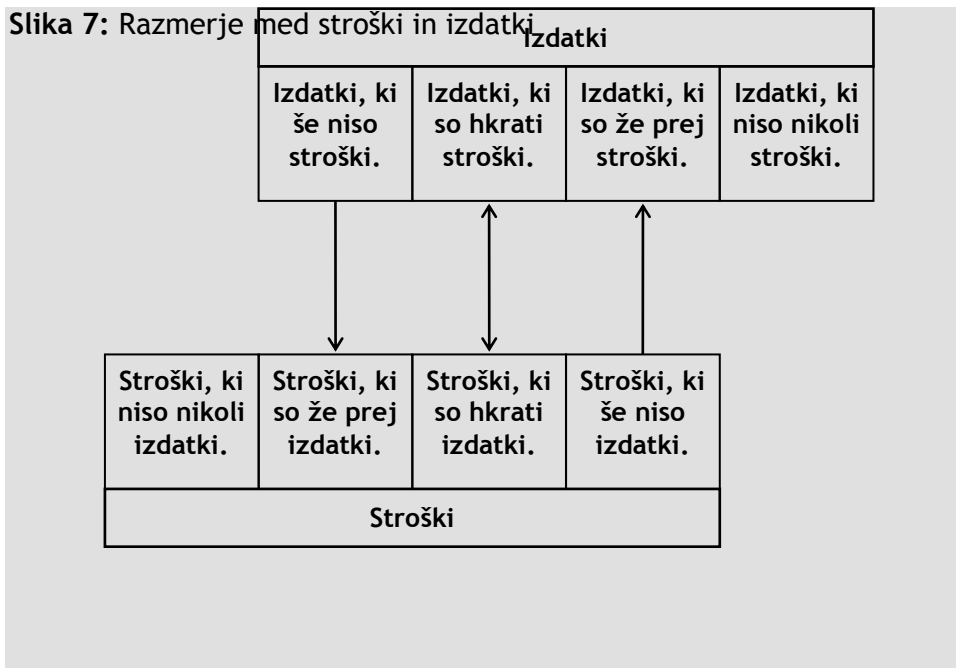 Slika 7: Razmerje med stroški in izdatki
Izdatki
Izdatki, ki
še niso
stroški.
Izdatki, ki
so hkrati
stroški.
Izdatki, ki
so že prej
stroški.
Izdatki, ki
niso nikoli
stroški.
Stroški, ki
niso nikoli
izdatki.
Stroški, ki
so že prej
izdatki.
Stroški, ki
so hkrati
izdatki.
Stroški, ki
še niso
izdatki.
Stroški